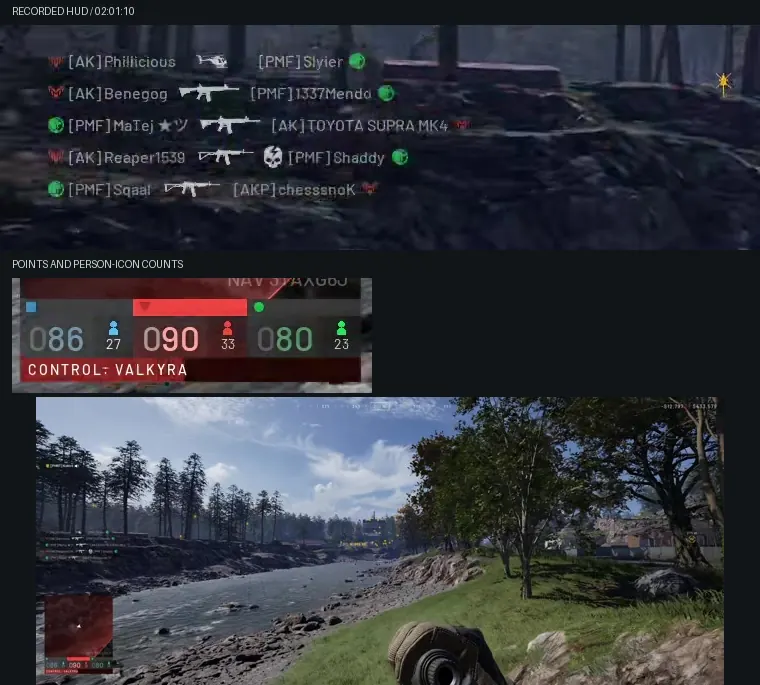 RECORDED HUD / 02:01:10
[AK]Phillicious [PMF]Slyier
[AK]Benegog [PMF]1337Mendo
[PMF]MaTej ★ツ [AK]TOYOTA SUPRA MK4
[AK]Reaper1539 [PMF]Shaddy
[PMF]Sqaal [AKP]chesssnoK
POINTS AND PERSON-ICON COUNTS
086 27 090 33 080 23
CONTROL: VALKYRA